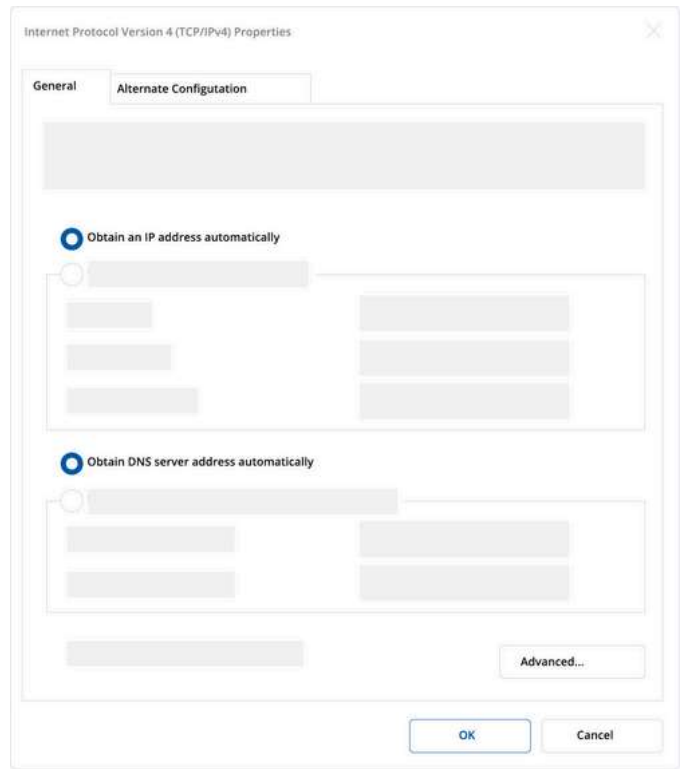 Internet Protocol Version 4 (TCP/IPv4) Properties
General
Alternate Configutation
Obtain an IP address automatically
Obtain DNS server address automatically
Advanced...
OK
Cancel